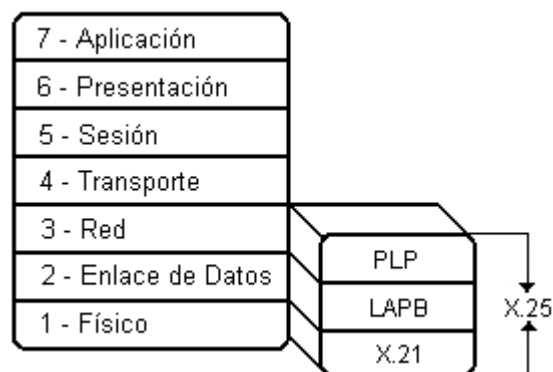 7 - Aplicación
6 - Presentación
5 - Sesión
4 - Transporte
3 - Red
2 - Enlace de Datos
1 - Físico
PLP
LAPB
X.21
X.25